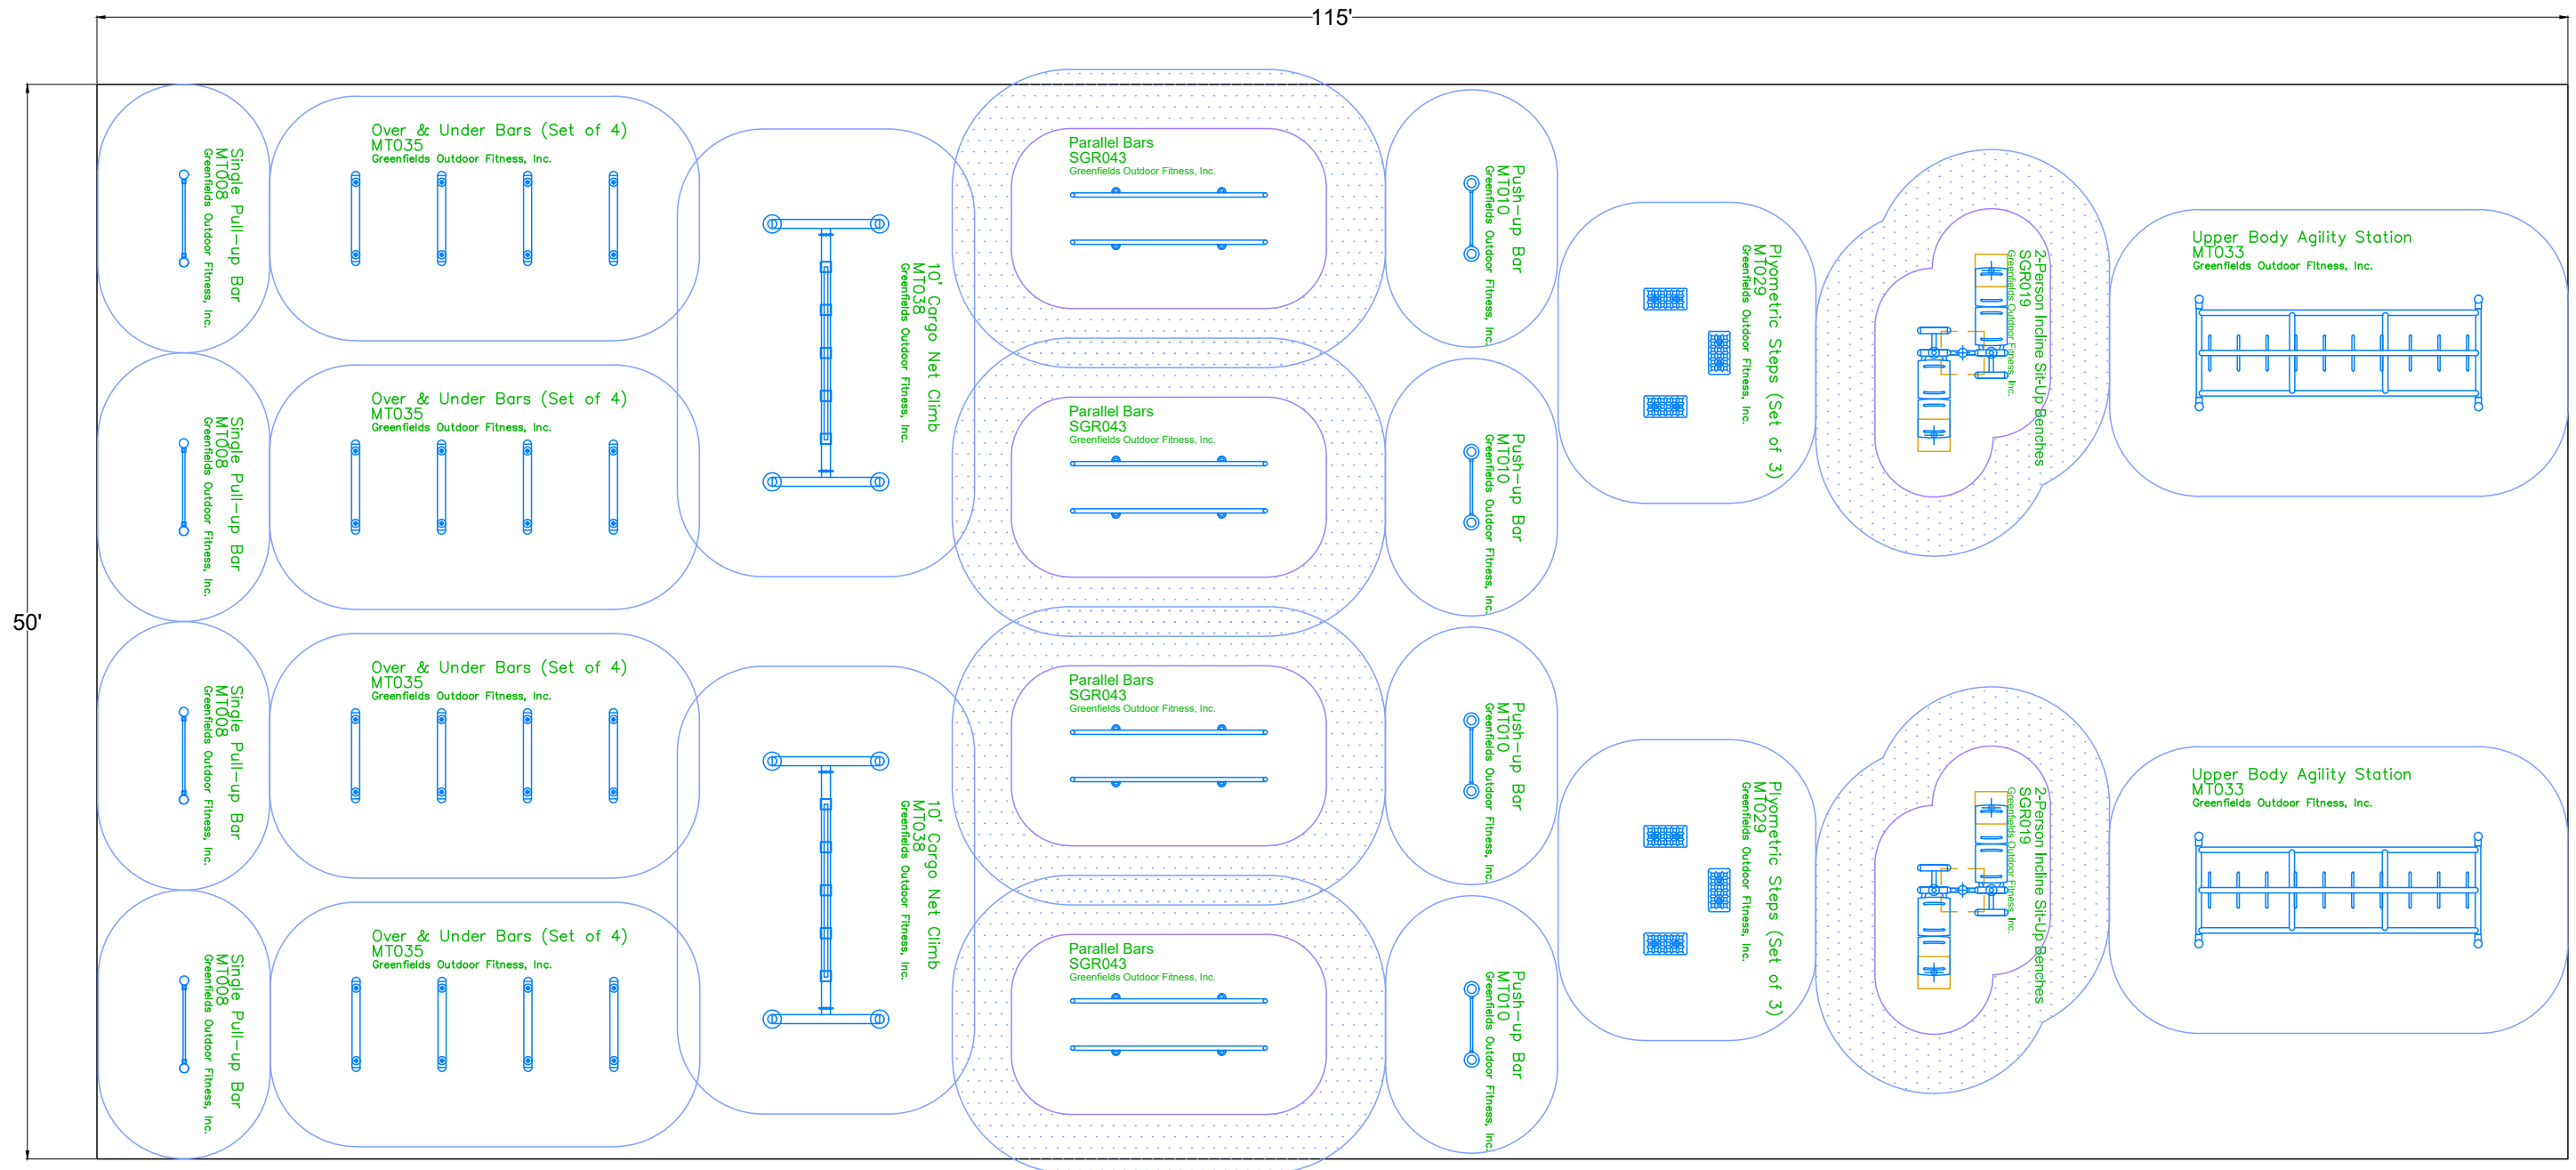 115'
50'
Single Pull-up Bar
MT008
Greenfields Outdoor Fitness, Inc.
Over & Under Bars (Set of 4)
MT035
Greenfields Outdoor Fitness, Inc.
10' Cargo Net Climb
MT038
Greenfields Outdoor Fitness, Inc.
Parallel Bars
SGR043
Greenfields Outdoor Fitness, Inc.
Push-up Bar
MT010
Greenfields Outdoor Fitness, Inc.
Plyometric Steps (Set of 3)
MT029
Greenfields Outdoor Fitness, Inc.
2-Person Incline Sit-Up Benches
SGR019
Greenfields Outdoor Fitness, Inc.
Upper Body Agility Station
MT033
Greenfields Outdoor Fitness, Inc.
Single Pull-up Bar
MT008
Greenfields Outdoor Fitness, Inc.
Over & Under Bars (Set of 4)
MT035
Greenfields Outdoor Fitness, Inc.
Parallel Bars
SGR043
Greenfields Outdoor Fitness, Inc.
Push-up Bar
MT010
Greenfields Outdoor Fitness, Inc.
Single Pull-up Bar
MT008
Greenfields Outdoor Fitness, Inc.
Over & Under Bars (Set of 4)
MT035
Greenfields Outdoor Fitness, Inc.
10' Cargo Net Climb
MT038
Greenfields Outdoor Fitness, Inc.
Parallel Bars
SGR043
Greenfields Outdoor Fitness, Inc.
Push-up Bar
MT010
Greenfields Outdoor Fitness, Inc.
Plyometric Steps (Set of 3)
MT029
Greenfields Outdoor Fitness, Inc.
2-Person Incline Sit-Up Benches
SGR019
Greenfields Outdoor Fitness, Inc.
Upper Body Agility Station
MT033
Greenfields Outdoor Fitness, Inc.
Single Pull-up Bar
MT008
Greenfields Outdoor Fitness, Inc.
Over & Under Bars (Set of 4)
MT035
Greenfields Outdoor Fitness, Inc.
Parallel Bars
SGR043
Greenfields Outdoor Fitness, Inc.
Push-up Bar
MT010
Greenfields Outdoor Fitness, Inc.